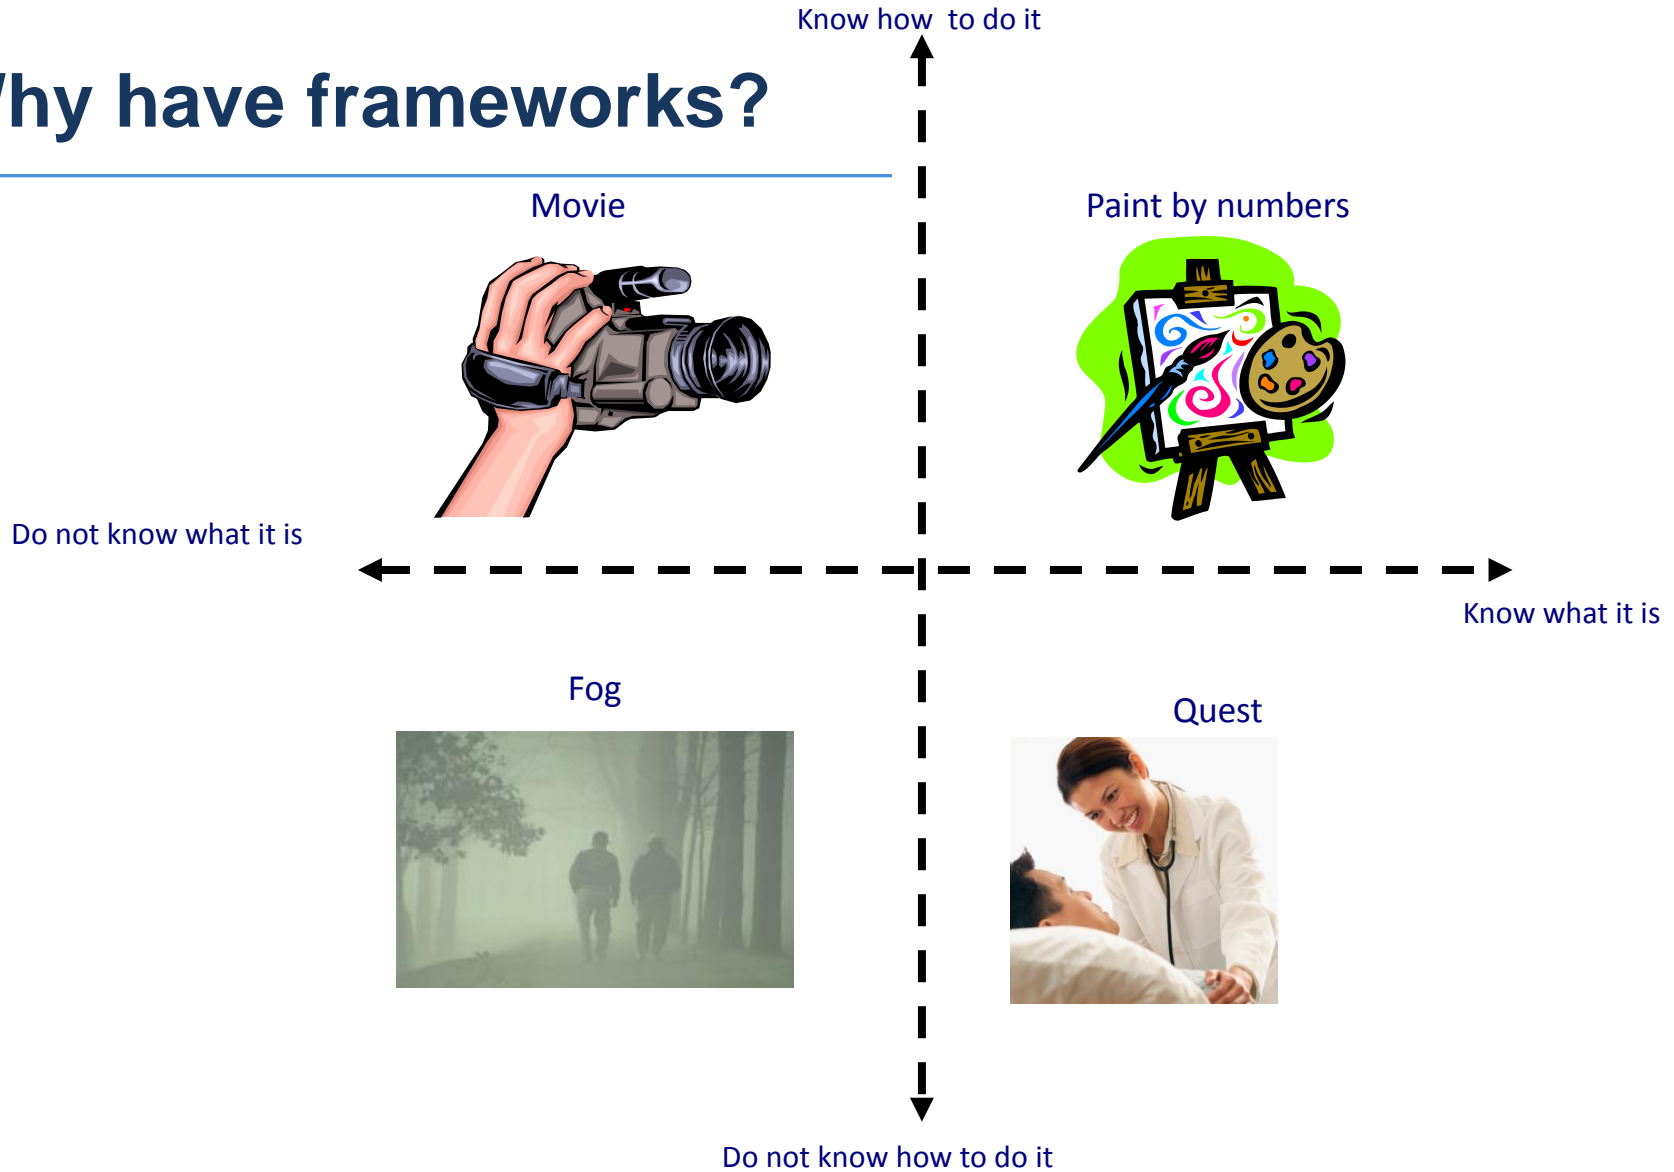 Know how to do it
hy have frameworks?
Movie
Paint by numbers
Do not know what it is
Know what it is
Fog
Quest
Do not know how to do it